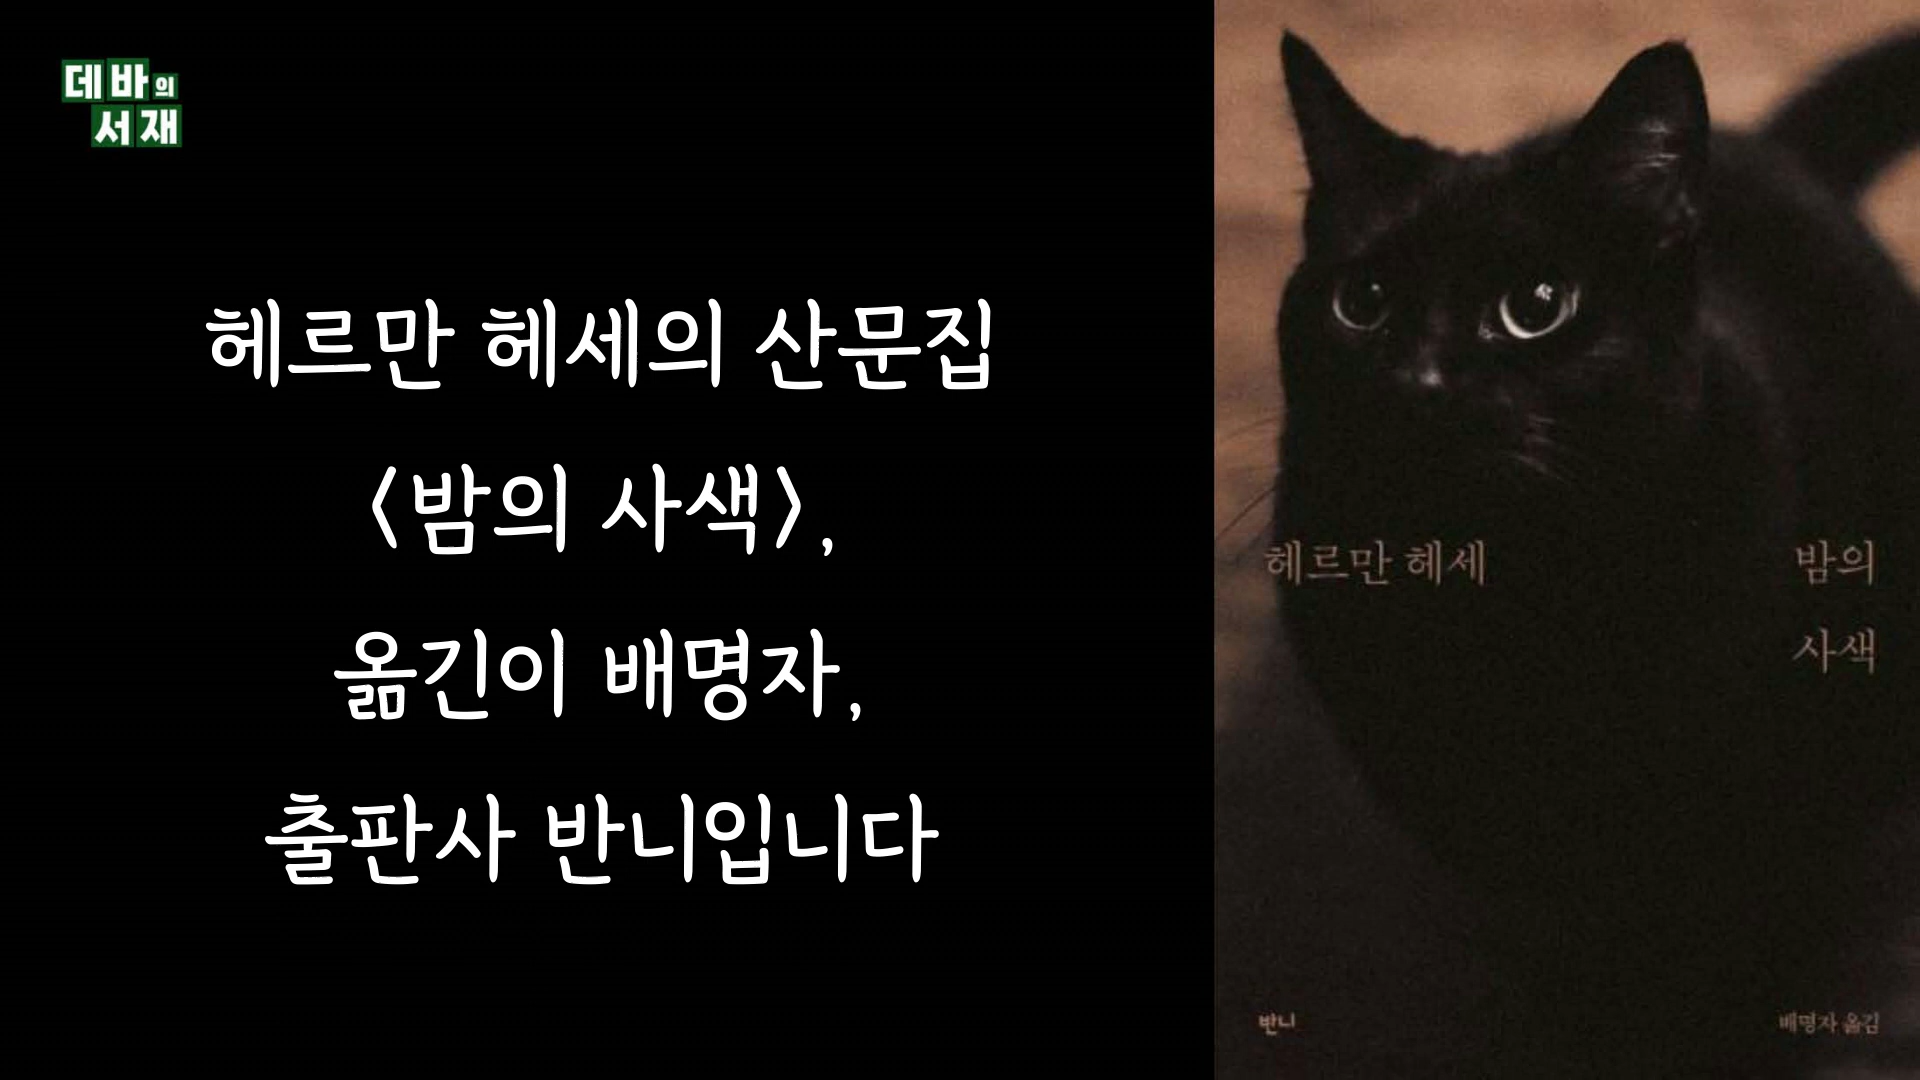 데바의
서재
헤르만 헤세의 산문집
<밤의 사색>,
옮긴이 배명자,
출판사 반니입니다
헤르만 헤세
밤의
사색
반니
배명자 옮김